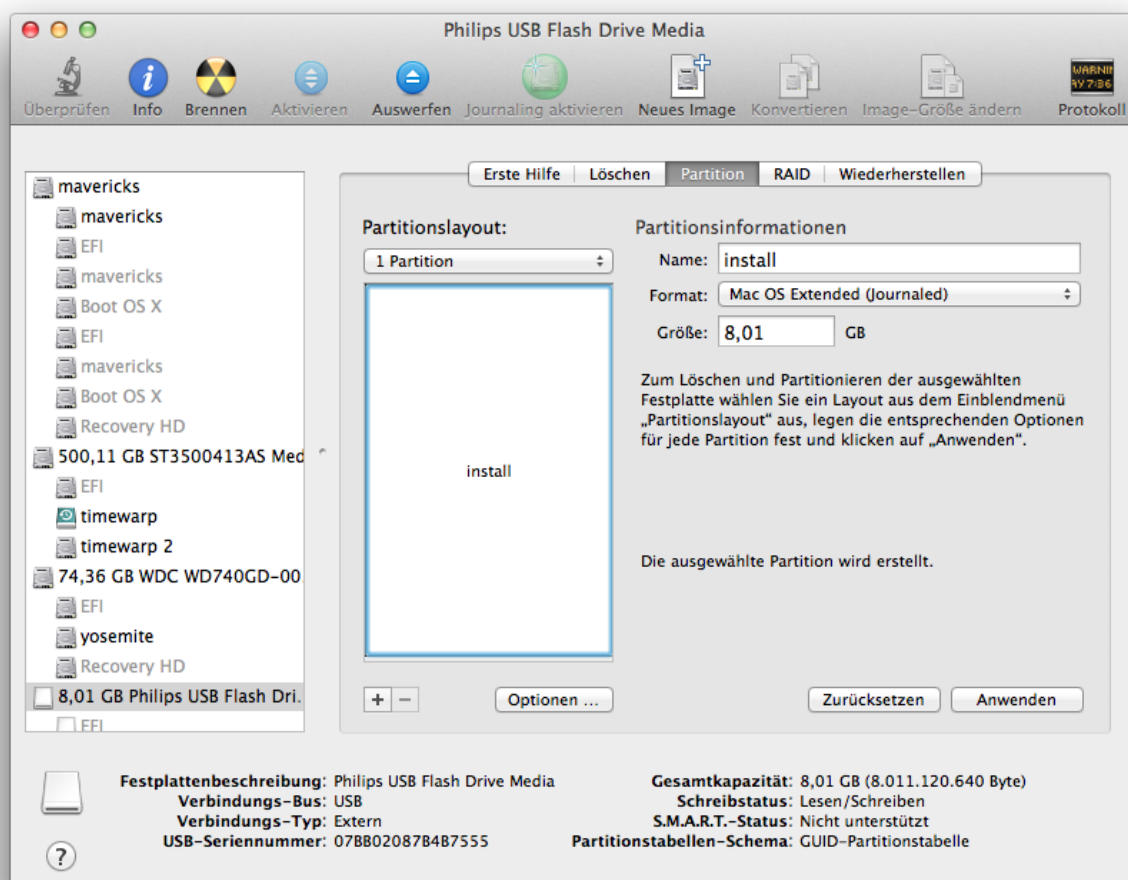 Philips USB Flash Drive Media
Überprüfen Info Brennen Aktivieren Auswerfen Journaling aktivieren Neues Image Konvertieren Image-Größe ändern Protokoll
WARNIN
AY 7:86
Erste Hilfe Löschen Partition RAID Wiederherstellen
mavericks
mavericks
EFI
mavericks
Boot OS X
EFI
mavericks
Boot OS X
Recovery HD
500,11 GB ST3500413AS Med
EFI
timewarp
timewarp 2
74,36 GB WDC WD740GD-00
EFI
yosemite
Recovery HD
8,01 GB Philips USB Flash Dri.
EFI
Partitionslayout:
1 Partition
install
+ − Optionen ...
Partitionsinformationen
Name: install
Format: Mac OS Extended (Journaled)
Größe: 8,01 GB
Zum Löschen und Partitionieren der ausgewählten
Festplatte wählen Sie ein Layout aus dem Einblendmenü
„Partitionslayout“ aus, legen die entsprechenden Optionen
für jede Partition fest und klicken auf „Anwenden“.
Die ausgewählte Partition wird erstellt.
Zurücksetzen Anwenden
Festplattenbeschreibung: Philips USB Flash Drive Media
Verbindungs-Bus: USB
Verbindungs-Typ: Extern
USB-Seriennummer: 07BB02087B4B7555
Gesamtkapazität: 8,01 GB (8.011.120.640 Byte)
Schreibstatus: Lesen/Schreiben
S.M.A.R.T.-Status: Nicht unterstützt
Partitionstabellen-Schema: GUID-Partitionstabelle
?